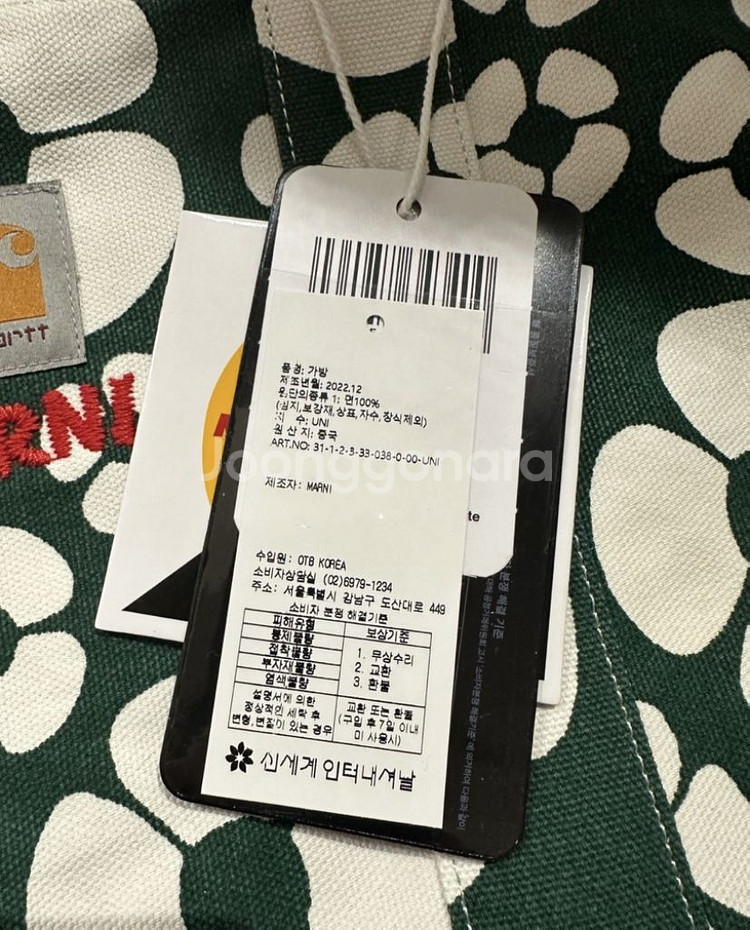 품명: 가방
제조년월: 2022.12
원단의종류 1: 면100%
(심지,보강재,상표,자수,장식제외)
치 수: UNI
원 산 지: 중국
ART.NO: 31-1-2-3-33-038-0-00-UNI
제조자: MARNI
수입원: OTB KOREA
소비자상담실 (02)6979-1234
주소: 서울특별시 강남구 도산대로 449
소비자 분쟁 해결기준
피해유형
보상기준
봉제불량
접착불량
부자재불량
염색불량
1. 무상수리
2. 교환
3. 환불
설명서에 의한
정상적인 세탁 후
변형,변질이 있는 경우
교환 또는 환불
(구입 후 7일 이내
미 사용시)
신세계인터내셔날
RNI
artt
te
Joonggonara